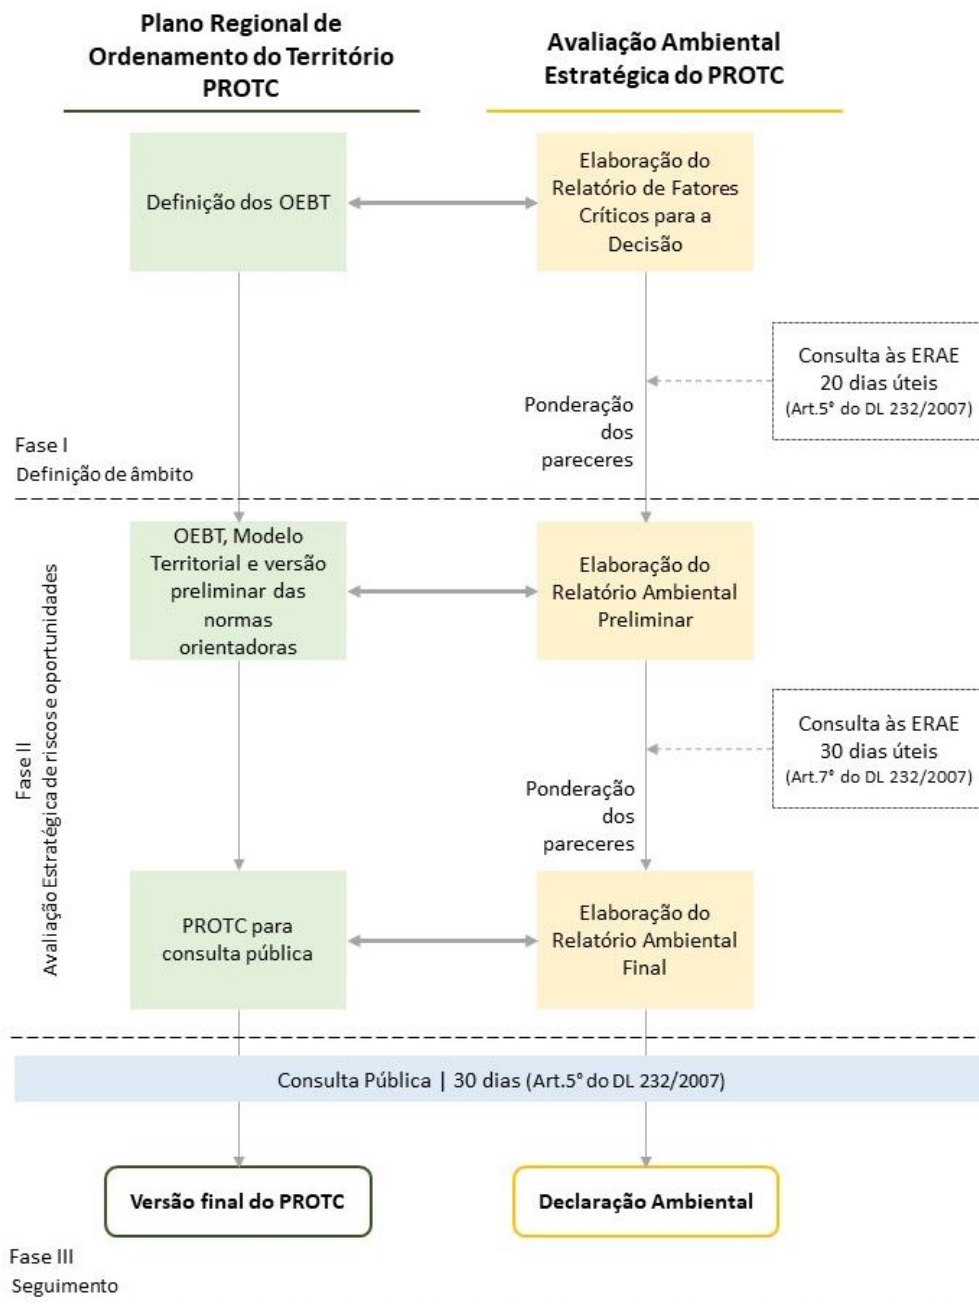 Plano Regional de
Ordenamento do Território
PROTC
Avaliação Ambiental
Estratégica do PROTC
Definição dos OEBT
Elaboração do
Relatório de Fatores
Críticos para a
Decisão
Consulta às ERAE
20 dias úteis
(Art.5º do DL 232/2007)
Ponderação
dos
pareceres
Fase I
Definição de âmbito
Fase II
Avaliação Estratégica de riscos e oportunidades
OEBT, Modelo
Territorial e versão
preliminar das
normas
orientadoras
Elaboração do
Relatório Ambiental
Preliminar
Consulta às ERAE
30 dias úteis
(Art.7º do DL 232/2007)
Ponderação
dos
pareceres
PROTC para
consulta pública
Elaboração do
Relatório Ambiental
Final
Consulta Pública | 30 dias (Art.5º do DL 232/2007)
Versão final do PROTC
Declaração Ambiental
Fase III
Seguimento